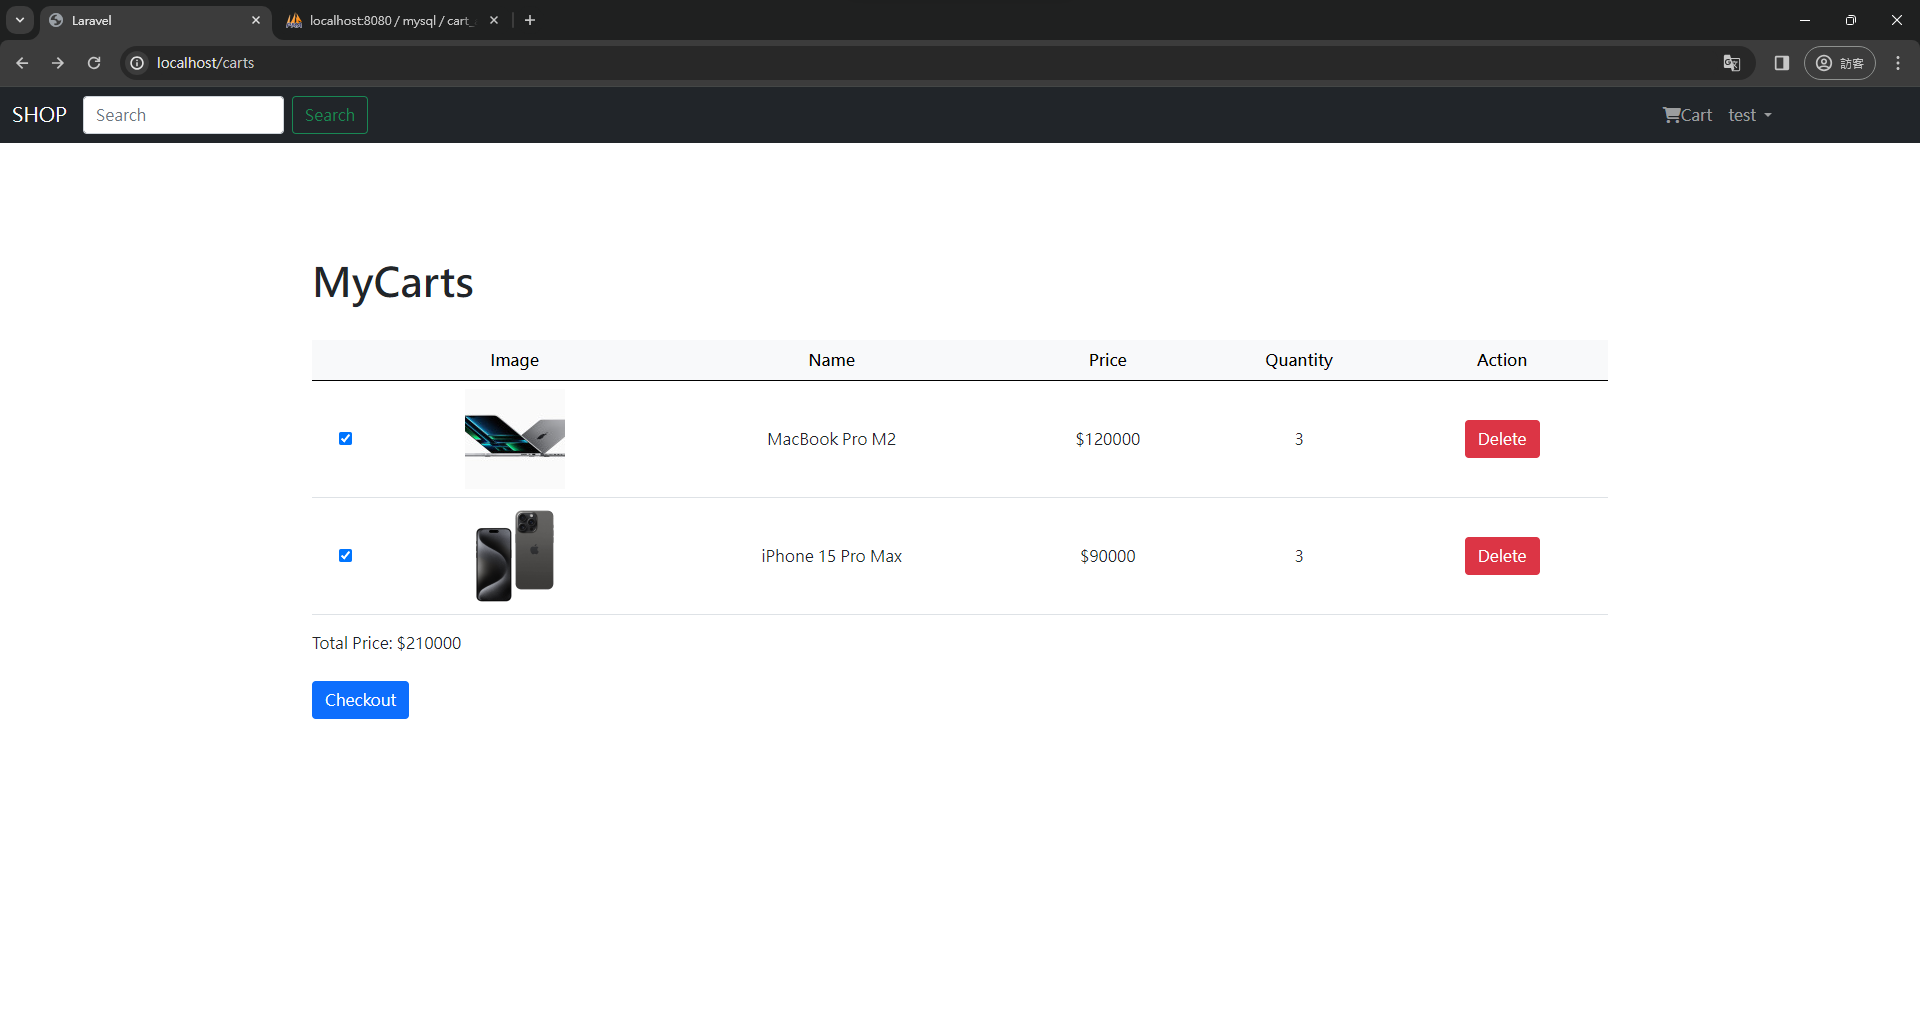 Laravel
localhost:8080 / mysql / cart_
localhost/carts
訪客
SHOP
Search
Search
Cart
test
MyCarts
Image Name Price Quantity Action
MacBook Pro M2 $120000 3 Delete
iPhone 15 Pro Max $90000 3 Delete
Total Price: $210000
Checkout